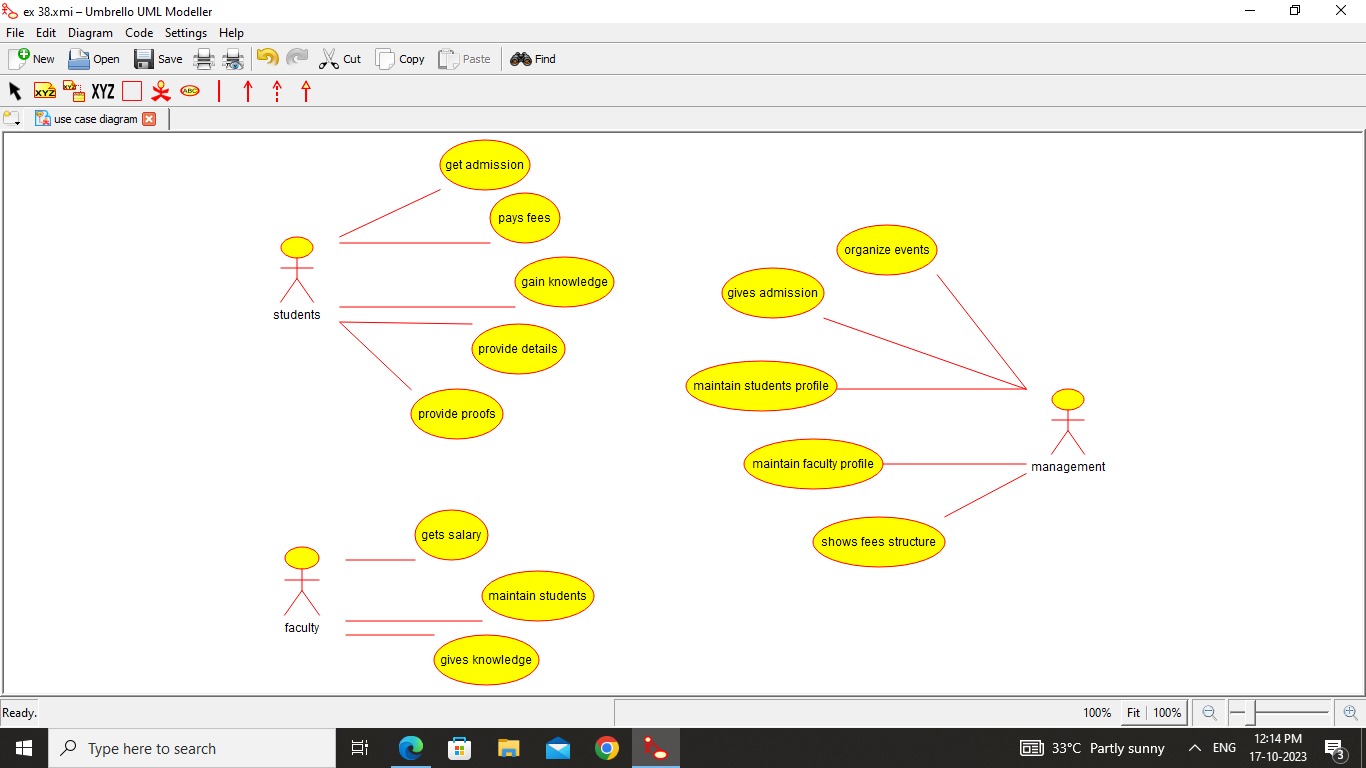 ex 38.xmi – Umbrello UML Modeller
File Edit Diagram Code Settings Help
New Open Save Cut Copy Paste Find
XYZ XYZ XYZ ABC
use case diagram
get admission
pays fees
gain knowledge
students
provide details
provide proofs
organize events
gives admission
maintain students profile
maintain faculty profile
management
shows fees structure
gets salary
maintain students
faculty
gives knowledge
Ready. 100% Fit 100%
Type here to search
33°C Partly sunny ENG
12:14 PM
17-10-2023
3